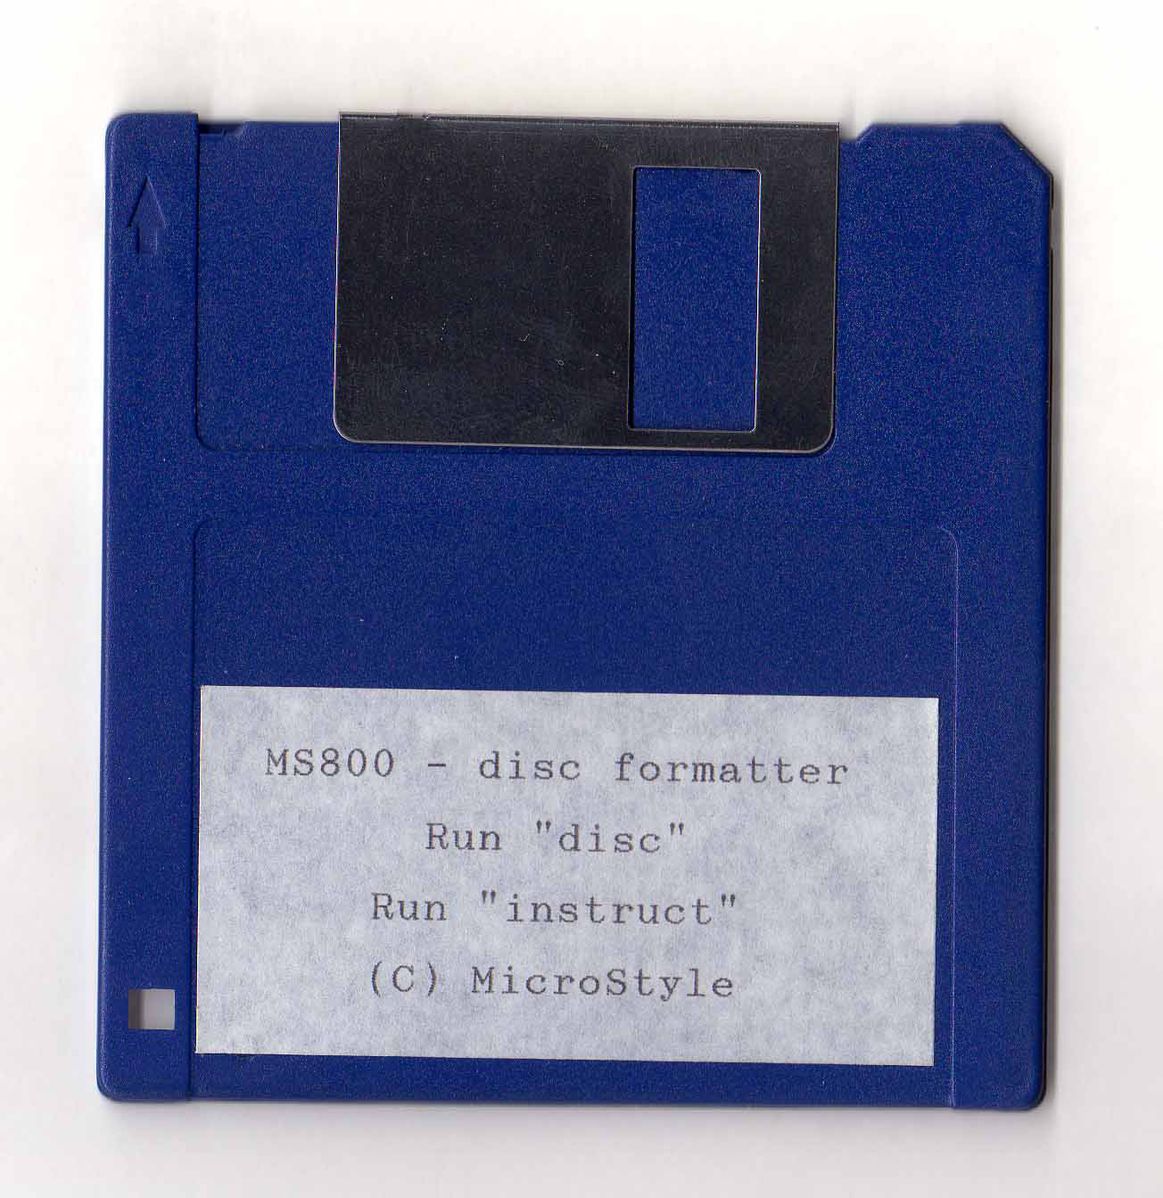 MS800 - disc formatter
Run "disc"
Run "instruct"
(C) MicroStyle